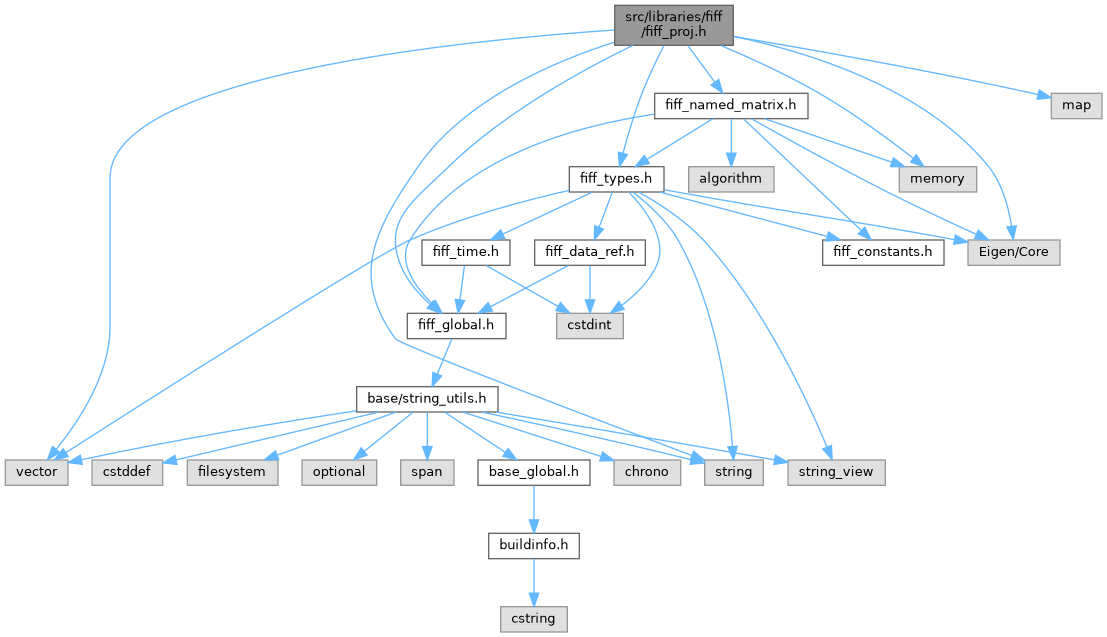 src/libraries/fiff
/fiff_proj.h
fiff_named_matrix.h
map
fiff_types.h
algorithm
memory
fiff_time.h
fiff_data_ref.h
fiff_constants.h
Eigen/Core
fiff_global.h
cstdint
base/string_utils.h
vector
cstddef
filesystem
optional
span
base_global.h
chrono
string
string_view
buildinfo.h
cstring